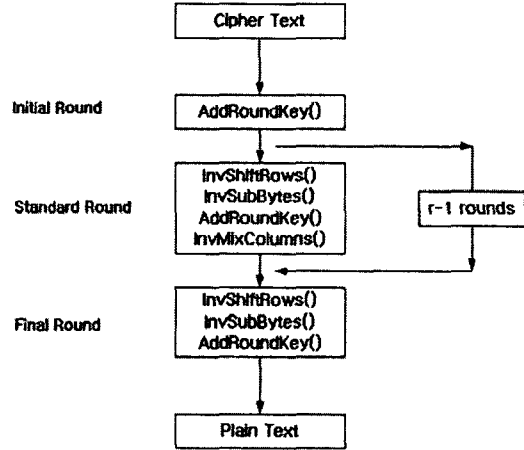 Cipher Text
Initial Round
AddRoundKey()
Standard Round
InvShiftRows()
InvSubBytes()
AddRoundKey()
InvMixColumns()
r-1 rounds
Final Round
InvShiftRows()
InvSubBytes()
AddRoundKey()
Plain Text